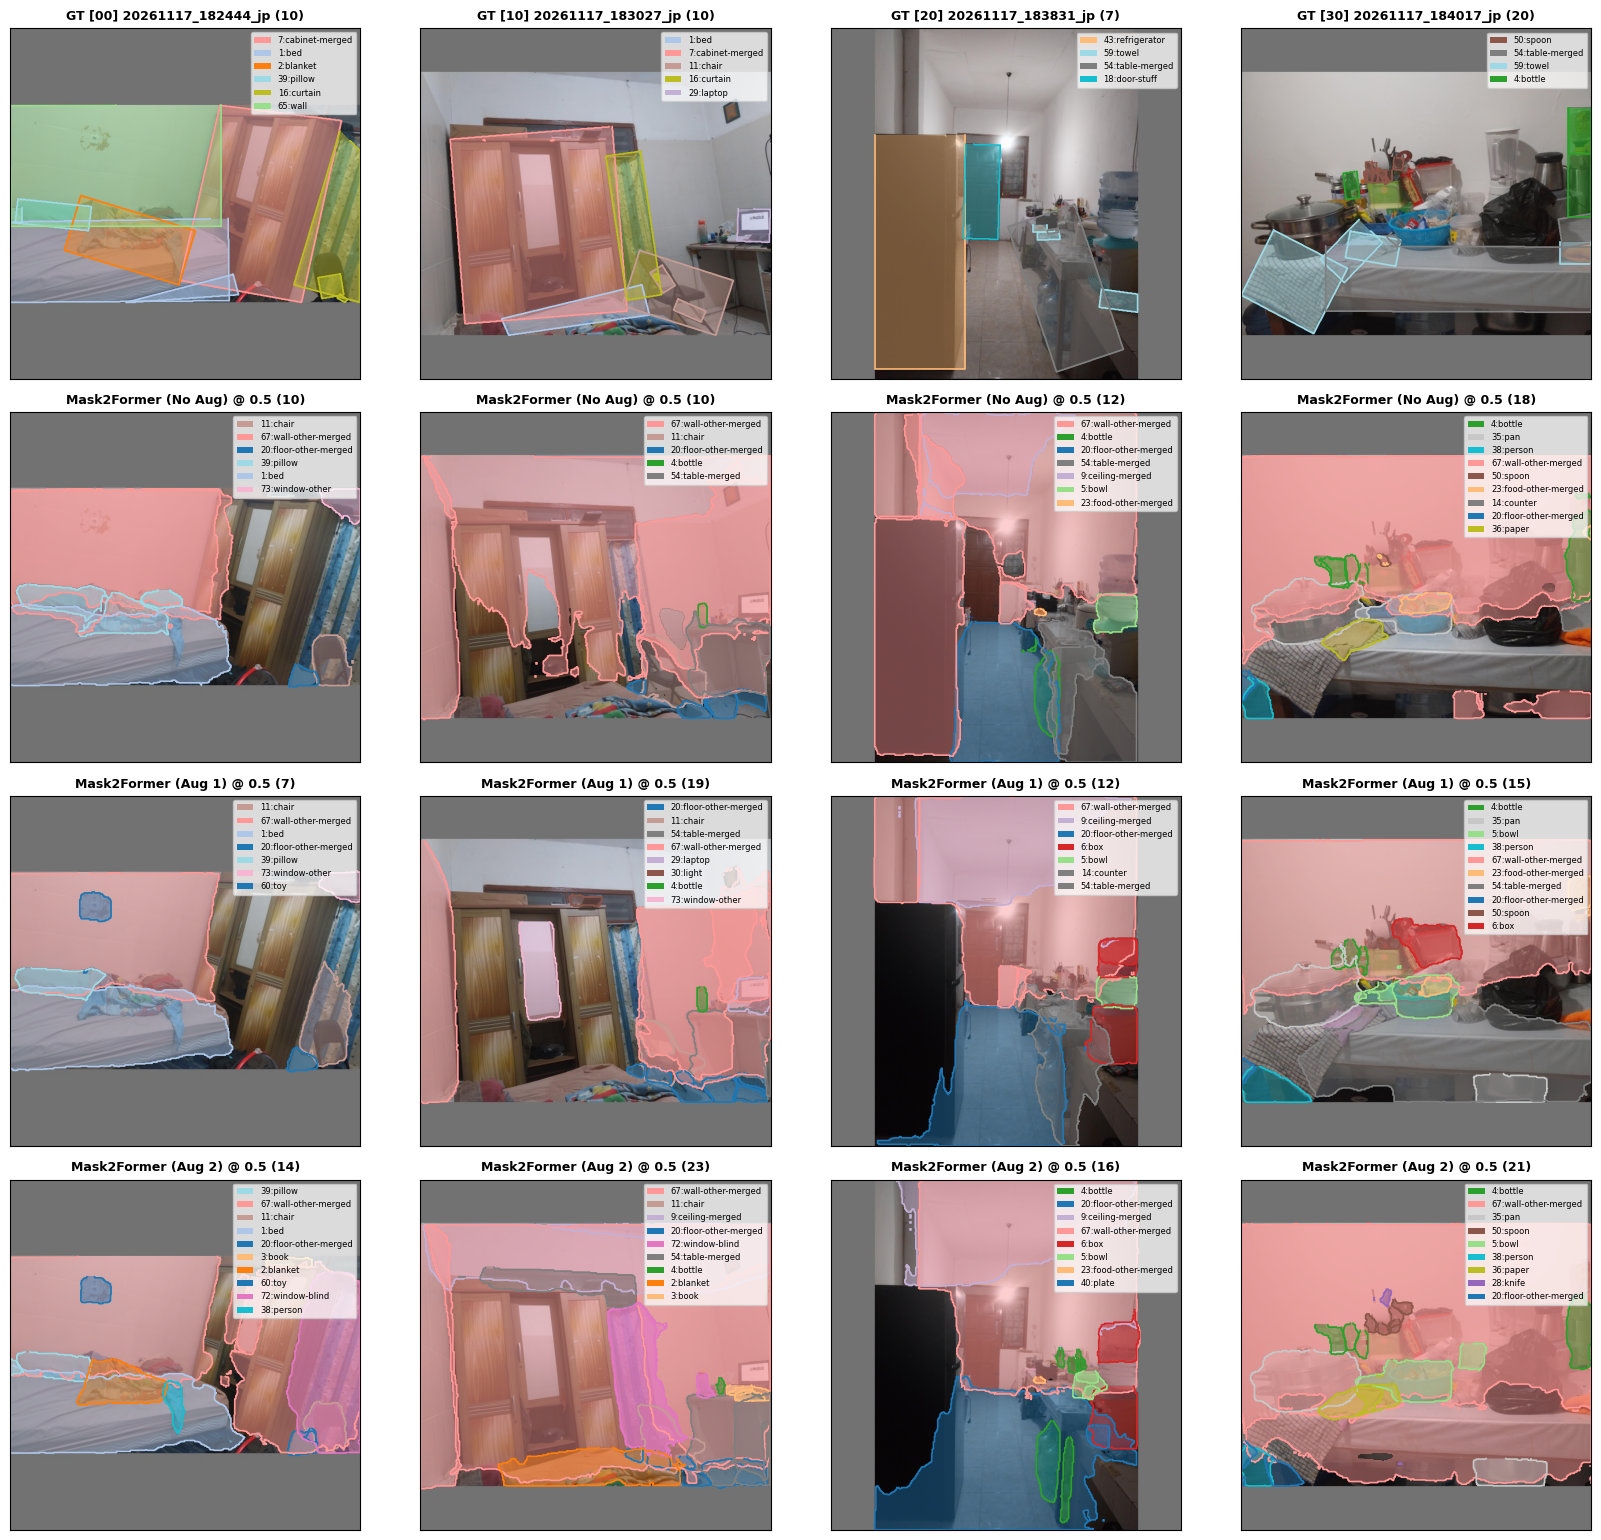 GT [00] 20261117_182444_jp (10)
7:cabinet-merged
1:bed
2:blanket
39:pillow
16:curtain
65:wall
GT [10] 20261117_183027_jp (10)
1:bed
7:cabinet-merged
11:chair
16:curtain
29:laptop
GT [20] 20261117_183831_jp (7)
43:refrigerator
59:towel
54:table-merged
18:door-stuff
GT [30] 20261117_184017_jp (20)
50:spoon
54:table-merged
59:towel
4:bottle
Mask2Former (No Aug) @ 0.5 (10)
11:chair
67:wall-other-merged
20:floor-other-merged
39:pillow
1:bed
73:window-other
Mask2Former (No Aug) @ 0.5 (10)
67:wall-other-merged
11:chair
20:floor-other-merged
4:bottle
54:table-merged
Mask2Former (No Aug) @ 0.5 (12)
67:wall-other-merged
4:bottle
20:floor-other-merged
54:table-merged
9:ceiling-merged
5:bowl
23:food-other-merged
Mask2Former (No Aug) @ 0.5 (18)
4:bottle
35:pan
38:person
67:wall-other-merged
50:spoon
23:food-other-merged
14:counter
20:floor-other-merged
36:paper
Mask2Former (Aug 1) @ 0.5 (7)
11:chair
67:wall-other-merged
1:bed
20:floor-other-merged
39:pillow
73:window-other
60:toy
Mask2Former (Aug 1) @ 0.5 (19)
20:floor-other-merged
11:chair
54:table-merged
67:wall-other-merged
29:laptop
30:light
4:bottle
73:window-other
Mask2Former (Aug 1) @ 0.5 (12)
67:wall-other-merged
9:ceiling-merged
20:floor-other-merged
6:box
5:bowl
14:counter
54:table-merged
Mask2Former (Aug 1) @ 0.5 (15)
4:bottle
35:pan
5:bowl
38:person
67:wall-other-merged
23:food-other-merged
54:table-merged
20:floor-other-merged
50:spoon
6:box
Mask2Former (Aug 2) @ 0.5 (14)
39:pillow
67:wall-other-merged
11:chair
1:bed
20:floor-other-merged
3:book
2:blanket
60:toy
72:window-blind
38:person
Mask2Former (Aug 2) @ 0.5 (23)
67:wall-other-merged
11:chair
9:ceiling-merged
20:floor-other-merged
72:window-blind
54:table-merged
4:bottle
2:blanket
3:book
Mask2Former (Aug 2) @ 0.5 (16)
4:bottle
20:floor-other-merged
9:ceiling-merged
67:wall-other-merged
6:box
5:bowl
23:food-other-merged
40:plate
Mask2Former (Aug 2) @ 0.5 (21)
4:bottle
67:wall-other-merged
35:pan
50:spoon
5:bowl
38:person
36:paper
28:knife
20:floor-other-merged